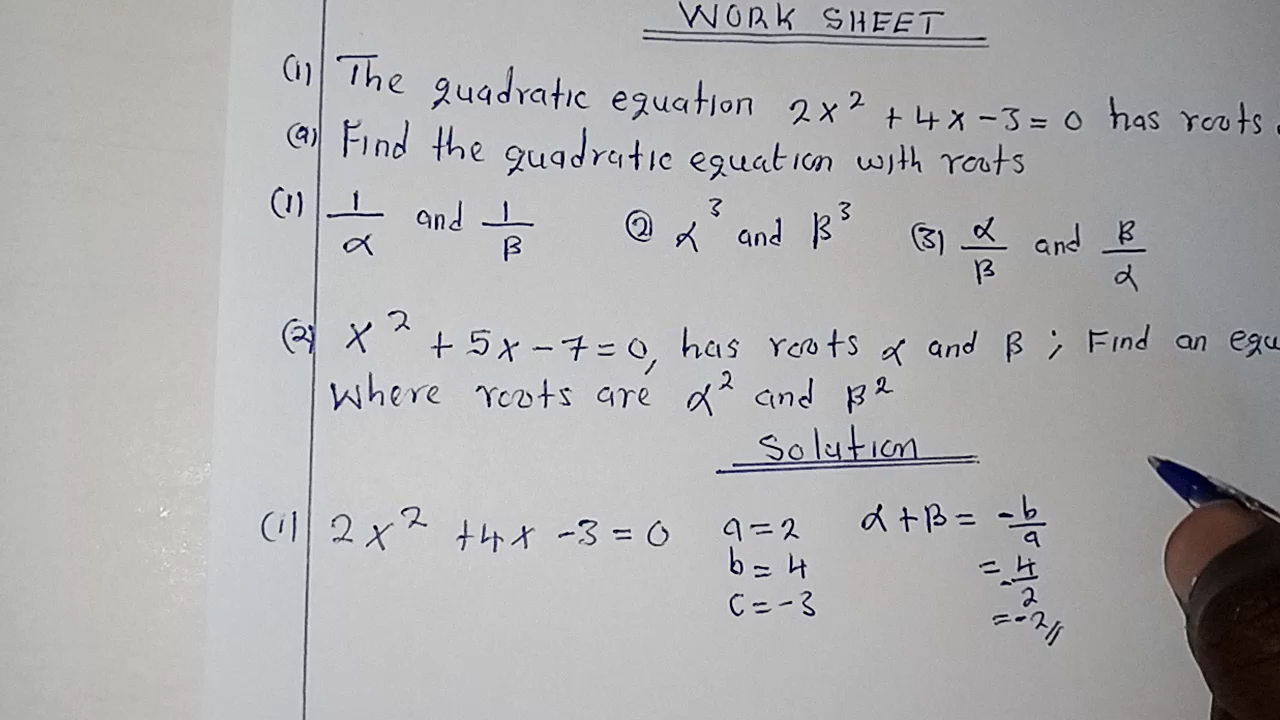 WORK SHEET
(1) The quadratic equation 2x² + 4x - 3 = 0 has roots
(a) Find the quadratic equation with roots
(1) 1/α and 1/β (2) α³ and β³ (3) α/β and β/α
(2) x² + 5x - 7 = 0, has roots α and β ; Find an equ
Where roots are α² and β²
Solution
(1) 2x² + 4x - 3 = 0 a = 2 α + β = -b/a
b = 4 = -4/2
c = -3 = -2//